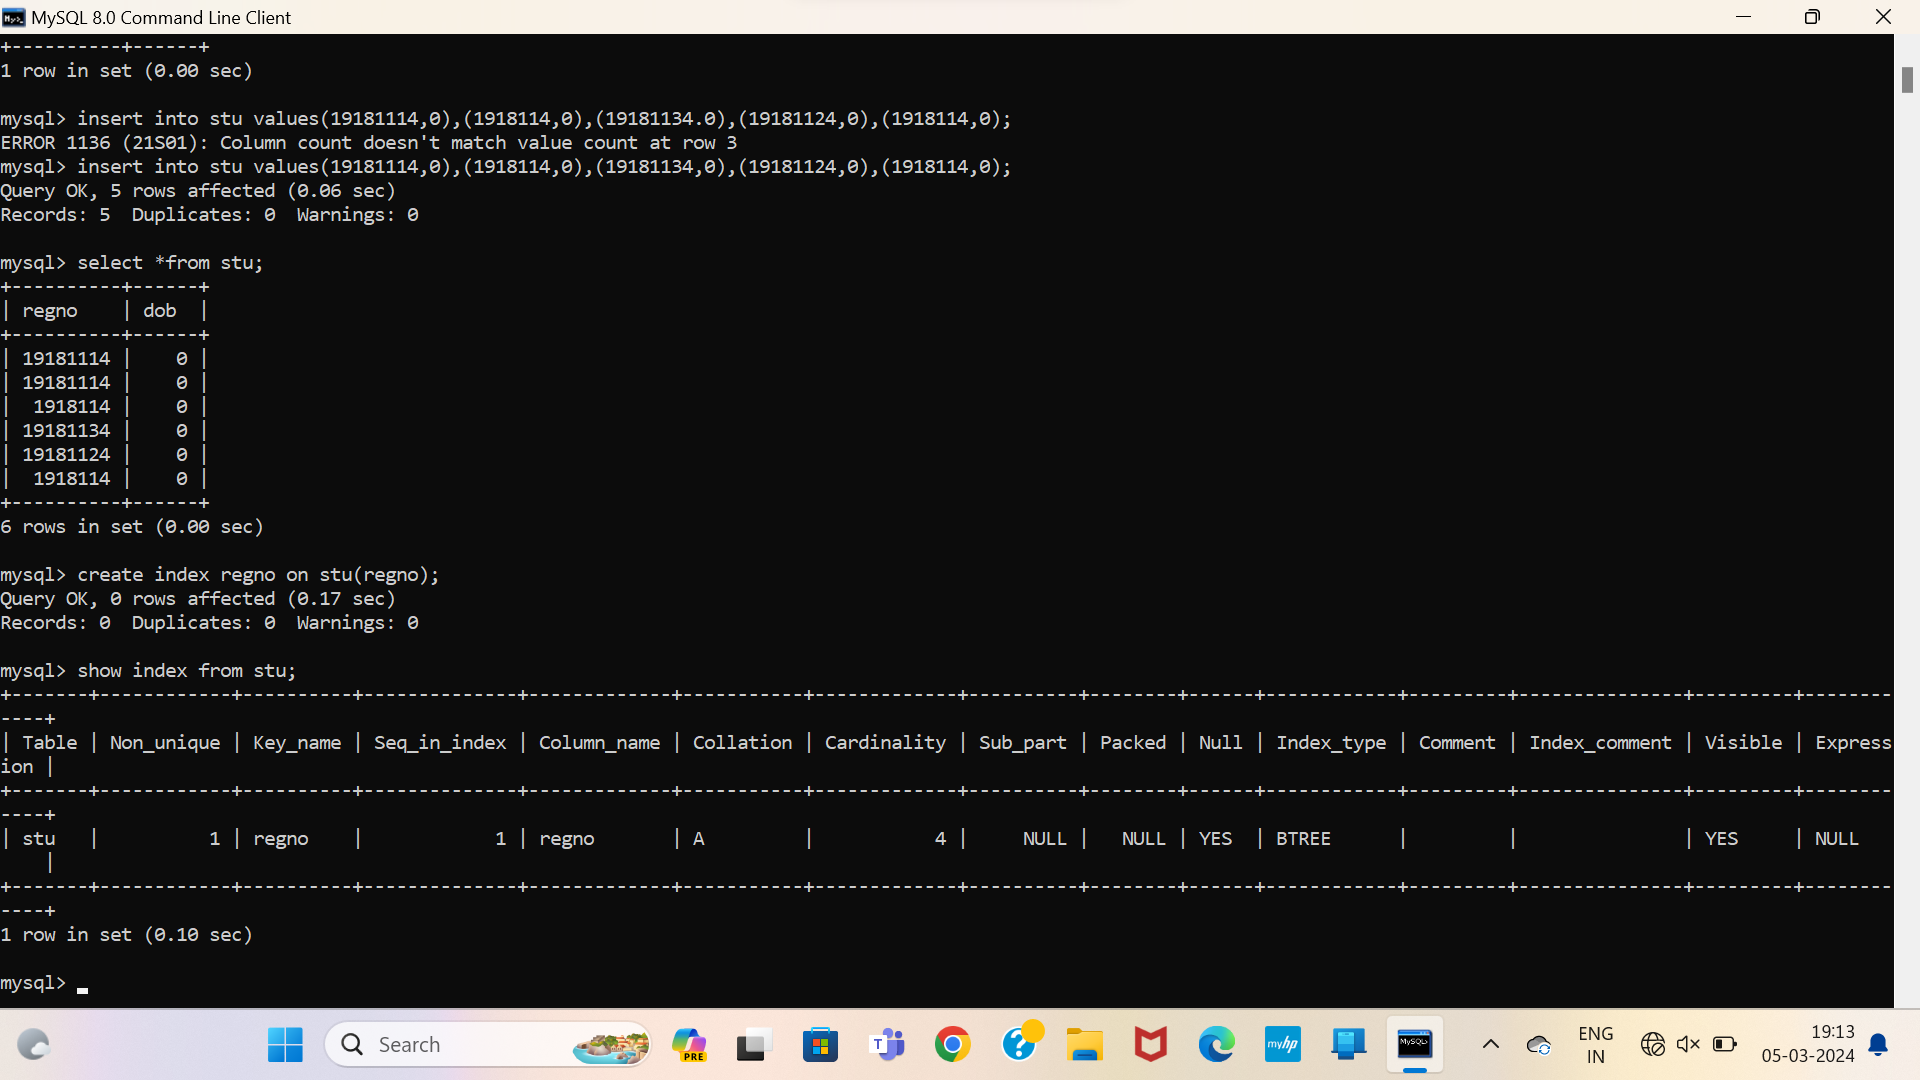 MySQL 8.0 Command Line Client
+----------+------+
1 row in set (0.00 sec)
mysql> insert into stu values(19181114,0),(1918114,0),(19181134.0),(19181124,0),(1918114,0);
ERROR 1136 (21S01): Column count doesn't match value count at row 3
mysql> insert into stu values(19181114,0),(1918114,0),(19181134,0),(19181124,0),(1918114,0);
Query OK, 5 rows affected (0.06 sec)
Records: 5  Duplicates: 0  Warnings: 0
mysql> select *from stu;
+----------+------+
| regno    | dob  |
+----------+------+
| 19181114 |    0 |
| 19181114 |    0 |
|  1918114 |    0 |
| 19181134 |    0 |
| 19181124 |    0 |
|  1918114 |    0 |
+----------+------+
6 rows in set (0.00 sec)
mysql> create index regno on stu(regno);
Query OK, 0 rows affected (0.17 sec)
Records: 0  Duplicates: 0  Warnings: 0
mysql> show index from stu;
+-------+------------+----------+--------------+-------------+-----------+-------------+----------+--------+------+------------+---------+---------------+---------+--------
----+
| Table | Non_unique | Key_name | Seq_in_index | Column_name | Collation | Cardinality | Sub_part | Packed | Null | Index_type | Comment | Index_comment | Visible | Express
ion |
+-------+------------+----------+--------------+-------------+-----------+-------------+----------+--------+------+------------+---------+---------------+---------+--------
----+
| stu   |          1 | regno    |            1 | regno       | A         |           4 |     NULL |   NULL | YES  | BTREE      |         |               | YES     | NULL
    |
+-------+------------+----------+--------------+-------------+-----------+-------------+----------+--------+------+------------+---------+---------------+---------+--------
----+
1 row in set (0.10 sec)
mysql>
Search
PRE
T
?
myhp
MySQL>
ENG
IN
19:13
05-03-2024